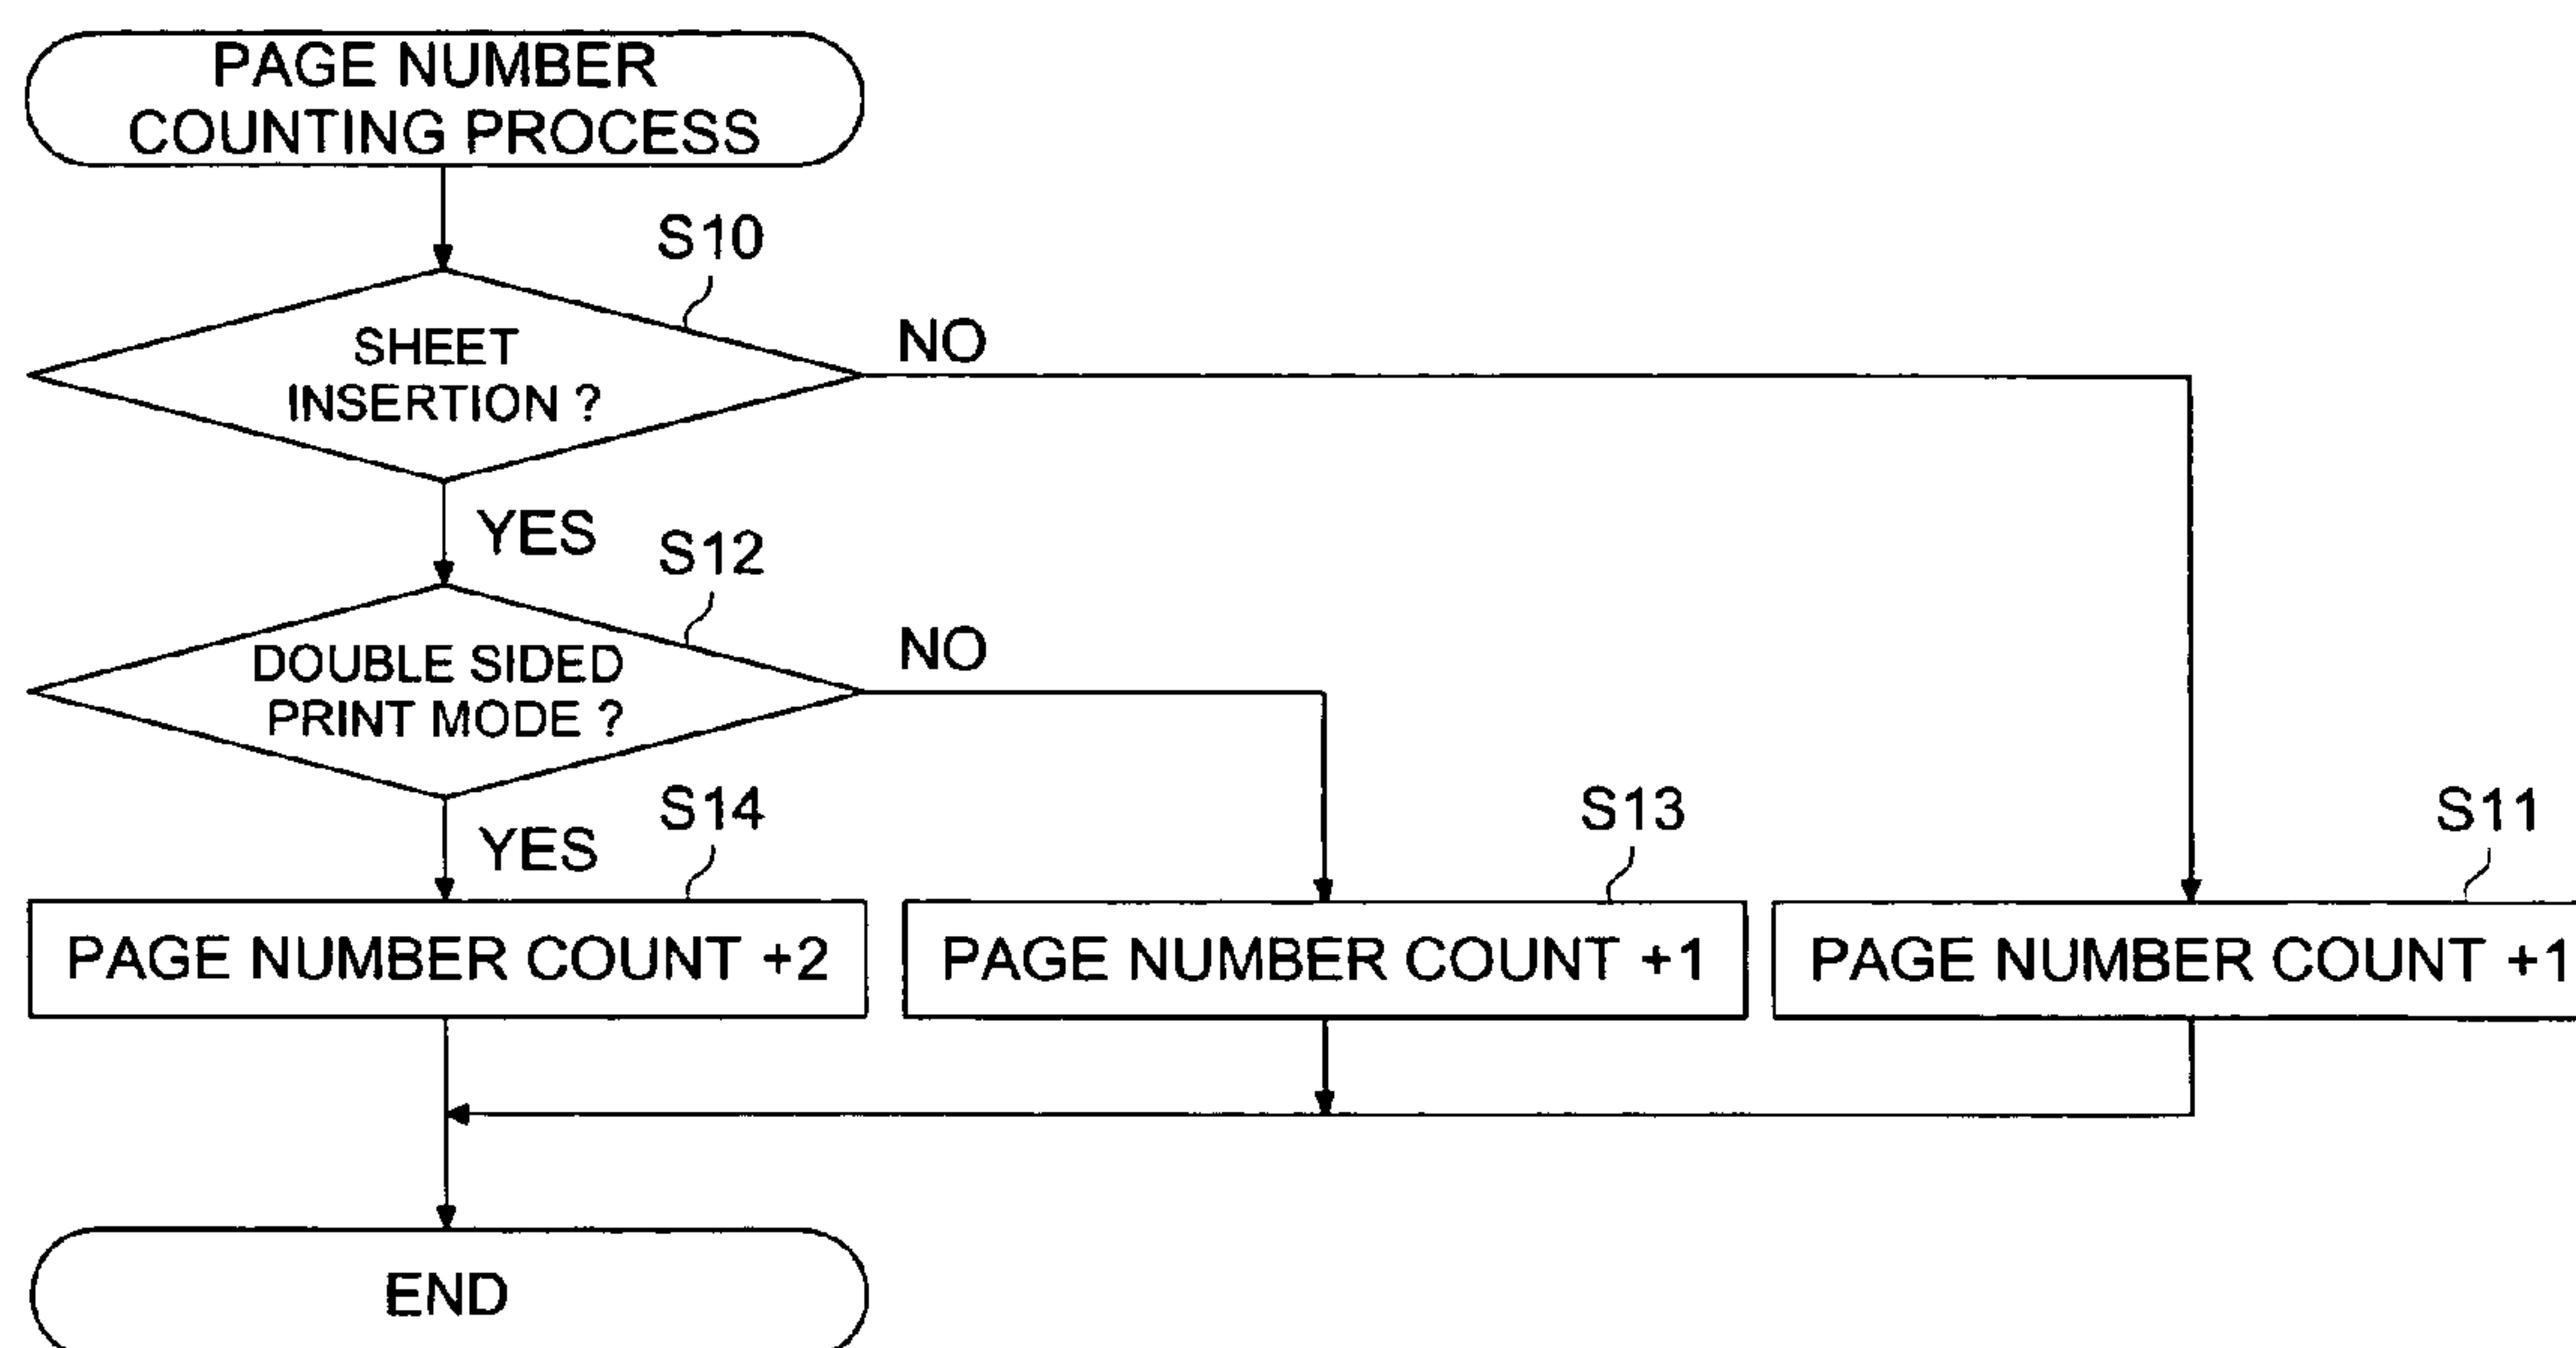 PAGE NUMBER
COUNTING PROCESS
S10
SHEET
INSERTION ?
NO
YES
S12
DOUBLE SIDED
PRINT MODE ?
NO
YES
S14
S13
S11
PAGE NUMBER COUNT +2
PAGE NUMBER COUNT +1
PAGE NUMBER COUNT +1
END